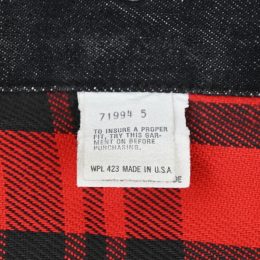 71994 5
TO INSURE A PROPER
FIT, TRY THIS GAR-
MENT ON BEFORE
PURCHASING.
WPL 423 MADE IN U.S.A.